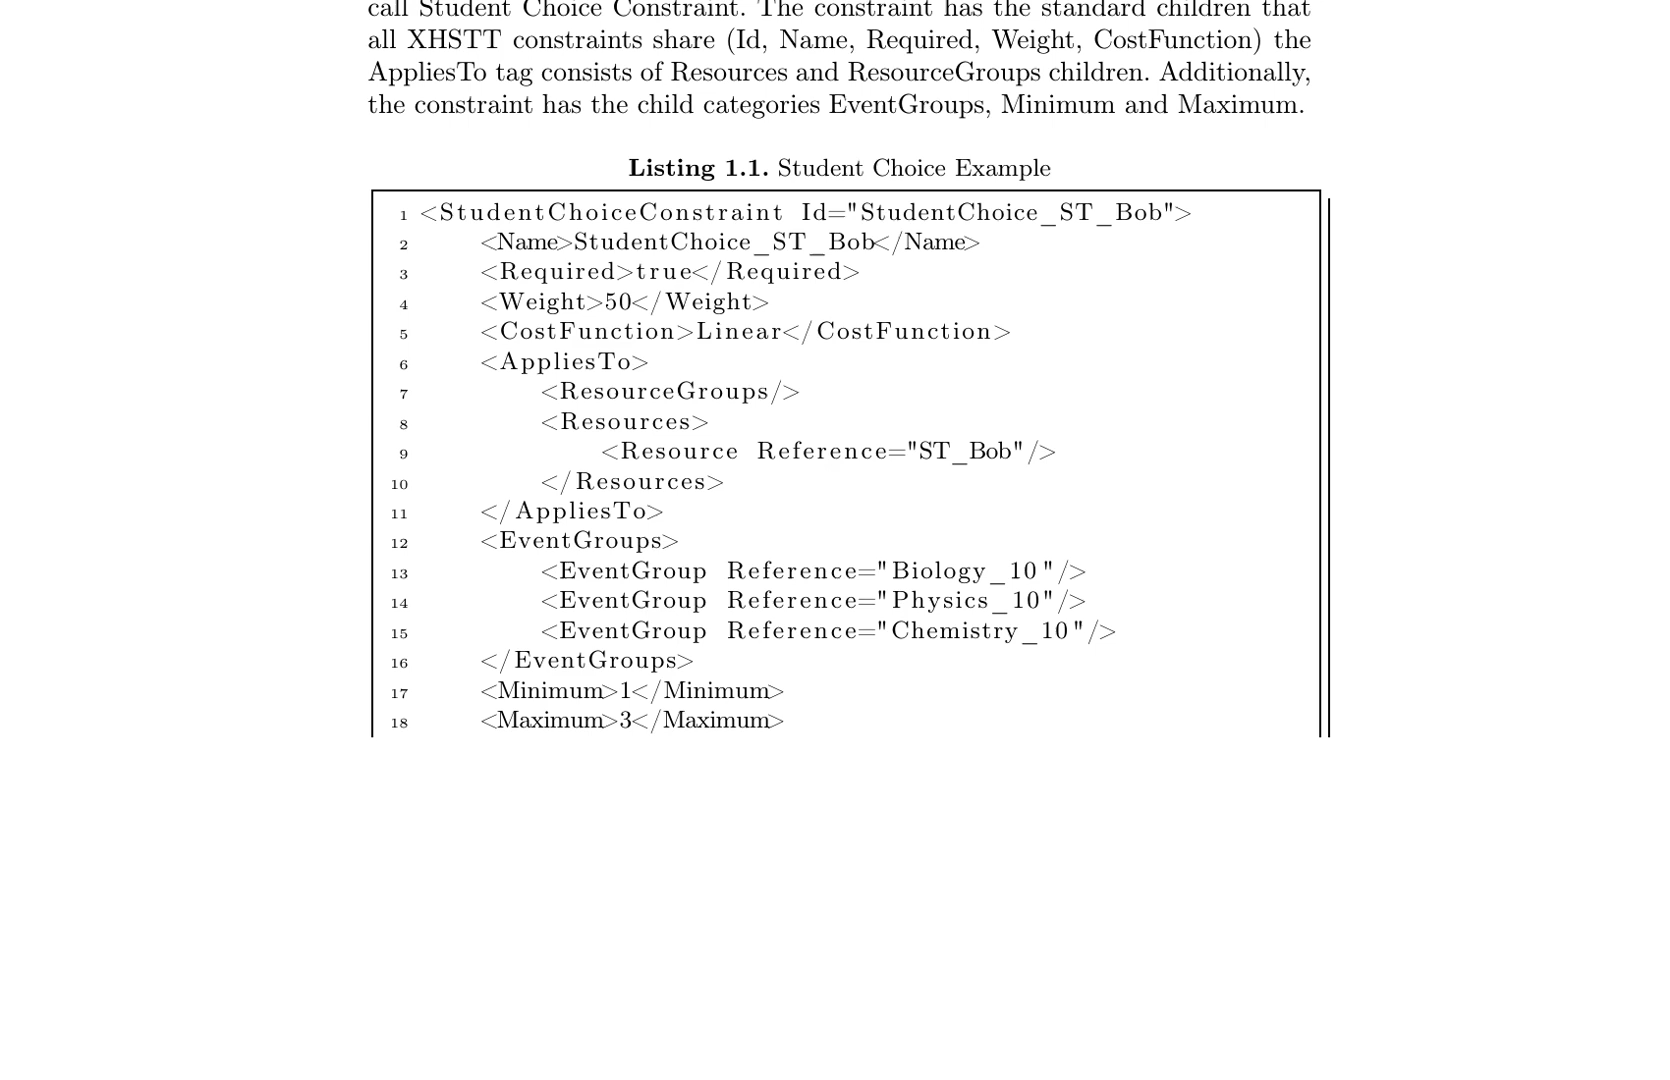 call Student Choice Constraint. The constraint has the standard children that
all XHSTT constraints share (Id, Name, Required, Weight, CostFunction) the
AppliesTo tag consists of Resources and ResourceGroups children. Additionally,
the constraint has the child categories EventGroups, Minimum and Maximum.
Listing 1.1. Student Choice Example
1 <StudentChoiceConstraint Id="StudentChoice_ST_Bob">
2 <Name>StudentChoice_ST_Bob</Name>
3 <Required>true</Required>
4 <Weight>50</Weight>
5 <CostFunction>Linear</CostFunction>
6 <AppliesTo>
7 <ResourceGroups/>
8 <Resources>
9 <Resource Reference="ST_Bob"/>
10 </Resources>
11 </AppliesTo>
12 <EventGroups>
13 <EventGroup Reference="Biology_10"/>
14 <EventGroup Reference="Physics_10"/>
15 <EventGroup Reference="Chemistry_10"/>
16 </EventGroups>
17 <Minimum>1</Minimum>
18 <Maximum>3</Maximum>